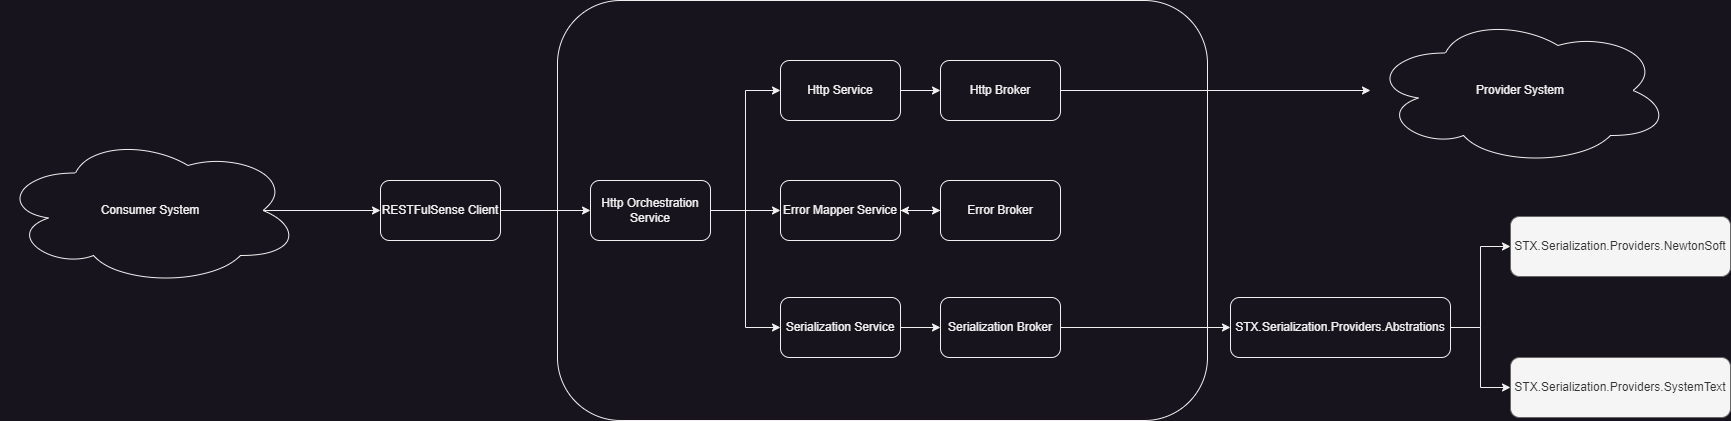 Consumer System
RESTFulSense Client
Http Orchestration
Service
Http Service
Http Broker
Provider System
Error Mapper Service
Error Broker
Serialization Service
Serialization Broker
STX.Serialization.Providers.Abstrations
STX.Serialization.Providers.NewtonSoft
STX.Serialization.Providers.SystemText